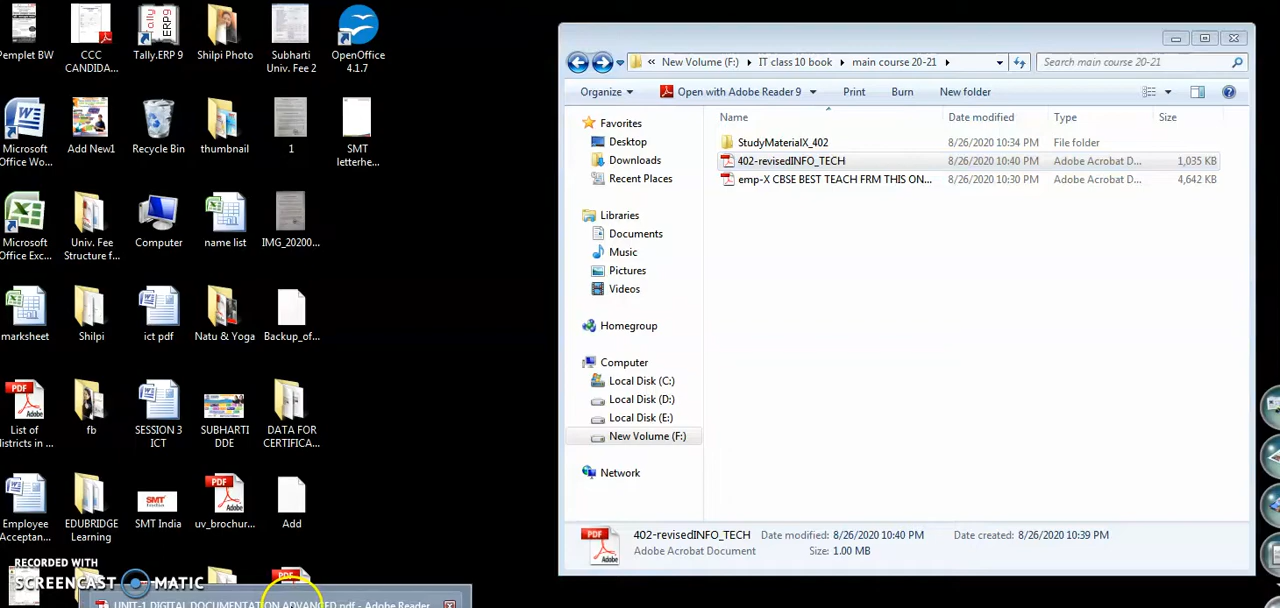 Pemplet BW
CCC CANDIDA...
Tally.ERP 9
Shilpi Photo
Subharti Univ. Fee 2
OpenOffice 4.1.7
Microsoft Office Wo...
Add New1
Recycle Bin
thumbnail
1
SMT letterhe...
Microsoft Office Exc...
Univ. Fee Structure f...
Computer
name list
IMG_20200...
marksheet
Shilpi
ict pdf
Natu & Yoga
Backup_of...
List of districts in ...
fb
SESSION 3 ICT
SUBHARTI DDE
DATA FOR CERTIFICA...
Employee Acceptan...
EDUBRIDGE Learning
SMT India
uv_brochur...
Add
RECORDED WITH
SCREENCAST MATIC
UNIT-1 DIGITAL DOCUMENTATION ADVANCED.pdf - Adobe Reader
« New Volume (F:) IT class 10 book main course 20-21
Search main course 20-21
Organize Open with Adobe Reader 9 Print Burn New folder
Name Date modified Type Size
StudyMaterialX_402 8/26/2020 10:34 PM File folder
402-revisedINFO_TECH 8/26/2020 10:40 PM Adobe Acrobat D... 1,035 KB
emp-X CBSE BEST TEACH FRM THIS ON... 8/26/2020 10:30 PM Adobe Acrobat D... 4,642 KB
Favorites
Desktop
Downloads
Recent Places
Libraries
Documents
Music
Pictures
Videos
Homegroup
Computer
Local Disk (C:)
Local Disk (D:)
Local Disk (E:)
New Volume (F:)
Network
402-revisedINFO_TECH Date modified: 8/26/2020 10:40 PM Date created: 8/26/2020 10:39 PM
Adobe Acrobat Document Size: 1.00 MB